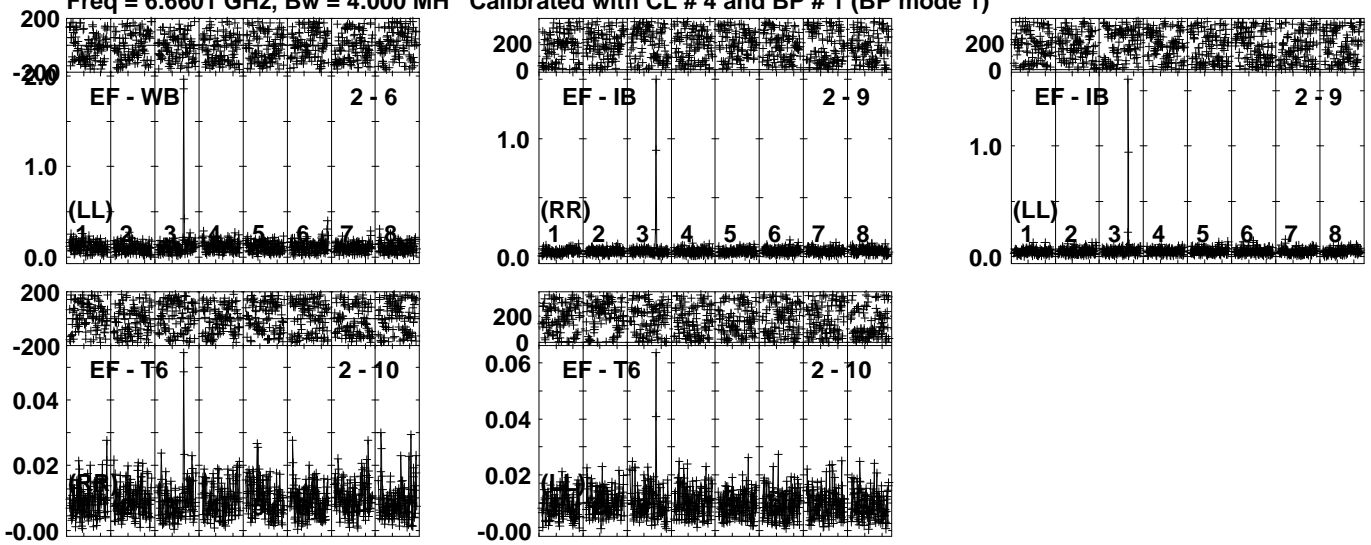 Freq = 6.6601 GHz, Bw = 4.000 MH Calibrated with CL # 4 and BP # 1 (BP mode 1)
200
-200
2.0
1.0
0.0
EF - WB 2 - 6
(LL)
1 2 3 4 5 6 7 8
200
0
1.0
0.0
EF - IB 2 - 9
(RR)
1 2 3 4 5 6 7 8
200
0
1.0
0.0
EF - IB 2 - 9
(LL)
1 2 3 4 5 6 7 8
200
-200
0.04
0.02
-0.00
EF - T6 2 - 10
(RR)
200
0
0.06
0.04
0.02
-0.00
EF - T6 2 - 10
(LL)